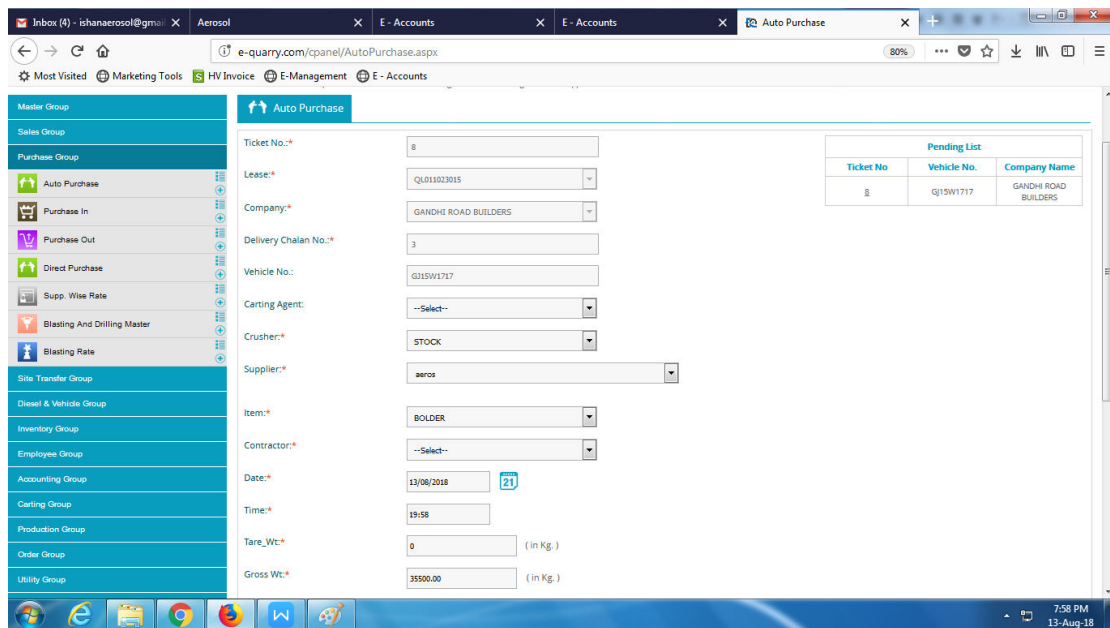 Inbox (4) - ishanaerosol@gmail
Aerosol
E - Accounts
E - Accounts
Auto Purchase
e-quarry.com/cpanel/AutoPurchase.aspx
80%
Most Visited Marketing Tools HV Invoice E-Management E - Accounts
Master Group
Sales Group
Purchase Group
Auto Purchase
Purchase In
Purchase Out
Direct Purchase
Supp. Wise Rate
Blasting And Drilling Master
Blasting Rate
Site Transfer Group
Diesel & Vehicle Group
Inventory Group
Employee Group
Accounting Group
Carting Group
Production Group
Order Group
Utility Group
Auto Purchase
Ticket No.:* 8
Lease:* QL011023015
Company:* GANDHI ROAD BUILDERS
Delivery Chalan No.:* 3
Vehicle No.: GJ15W1717
Carting Agent: --Select--
Crusher:* STOCK
Supplier:* aeros
Item:* BOLDER
Contractor:* --Select--
Date:* 13/08/2018 21
Time:* 19:58
Tare_Wt:* 0 ( in Kg. )
Gross Wt:* 35500.00 ( in Kg. )
Pending List
Ticket No Vehicle No. Company Name
8 GJ15W1717 GANDHI ROAD
BUILDERS
7:58 PM
13-Aug-18